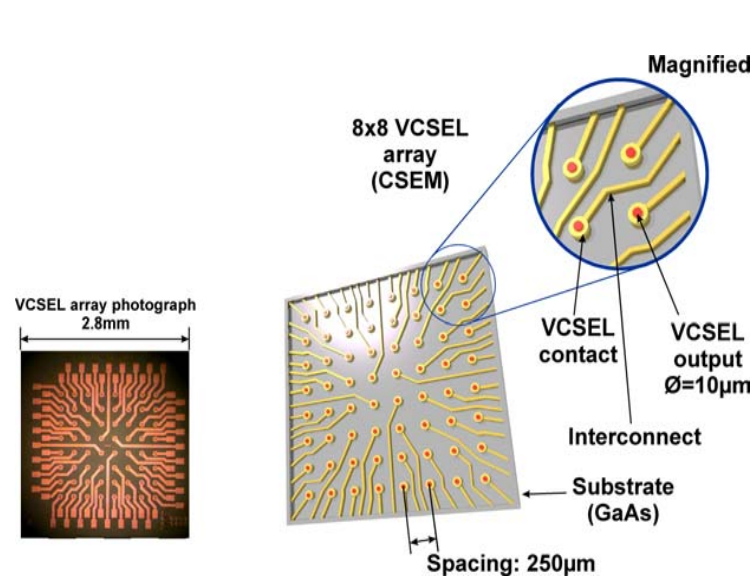 Magnified
8x8 VCSEL
array
(CSEM)
VCSEL array photograph
2.8mm
VCSEL
contact
VCSEL
output
Ø=10µm
Interconnect
Substrate
(GaAs)
Spacing: 250µm